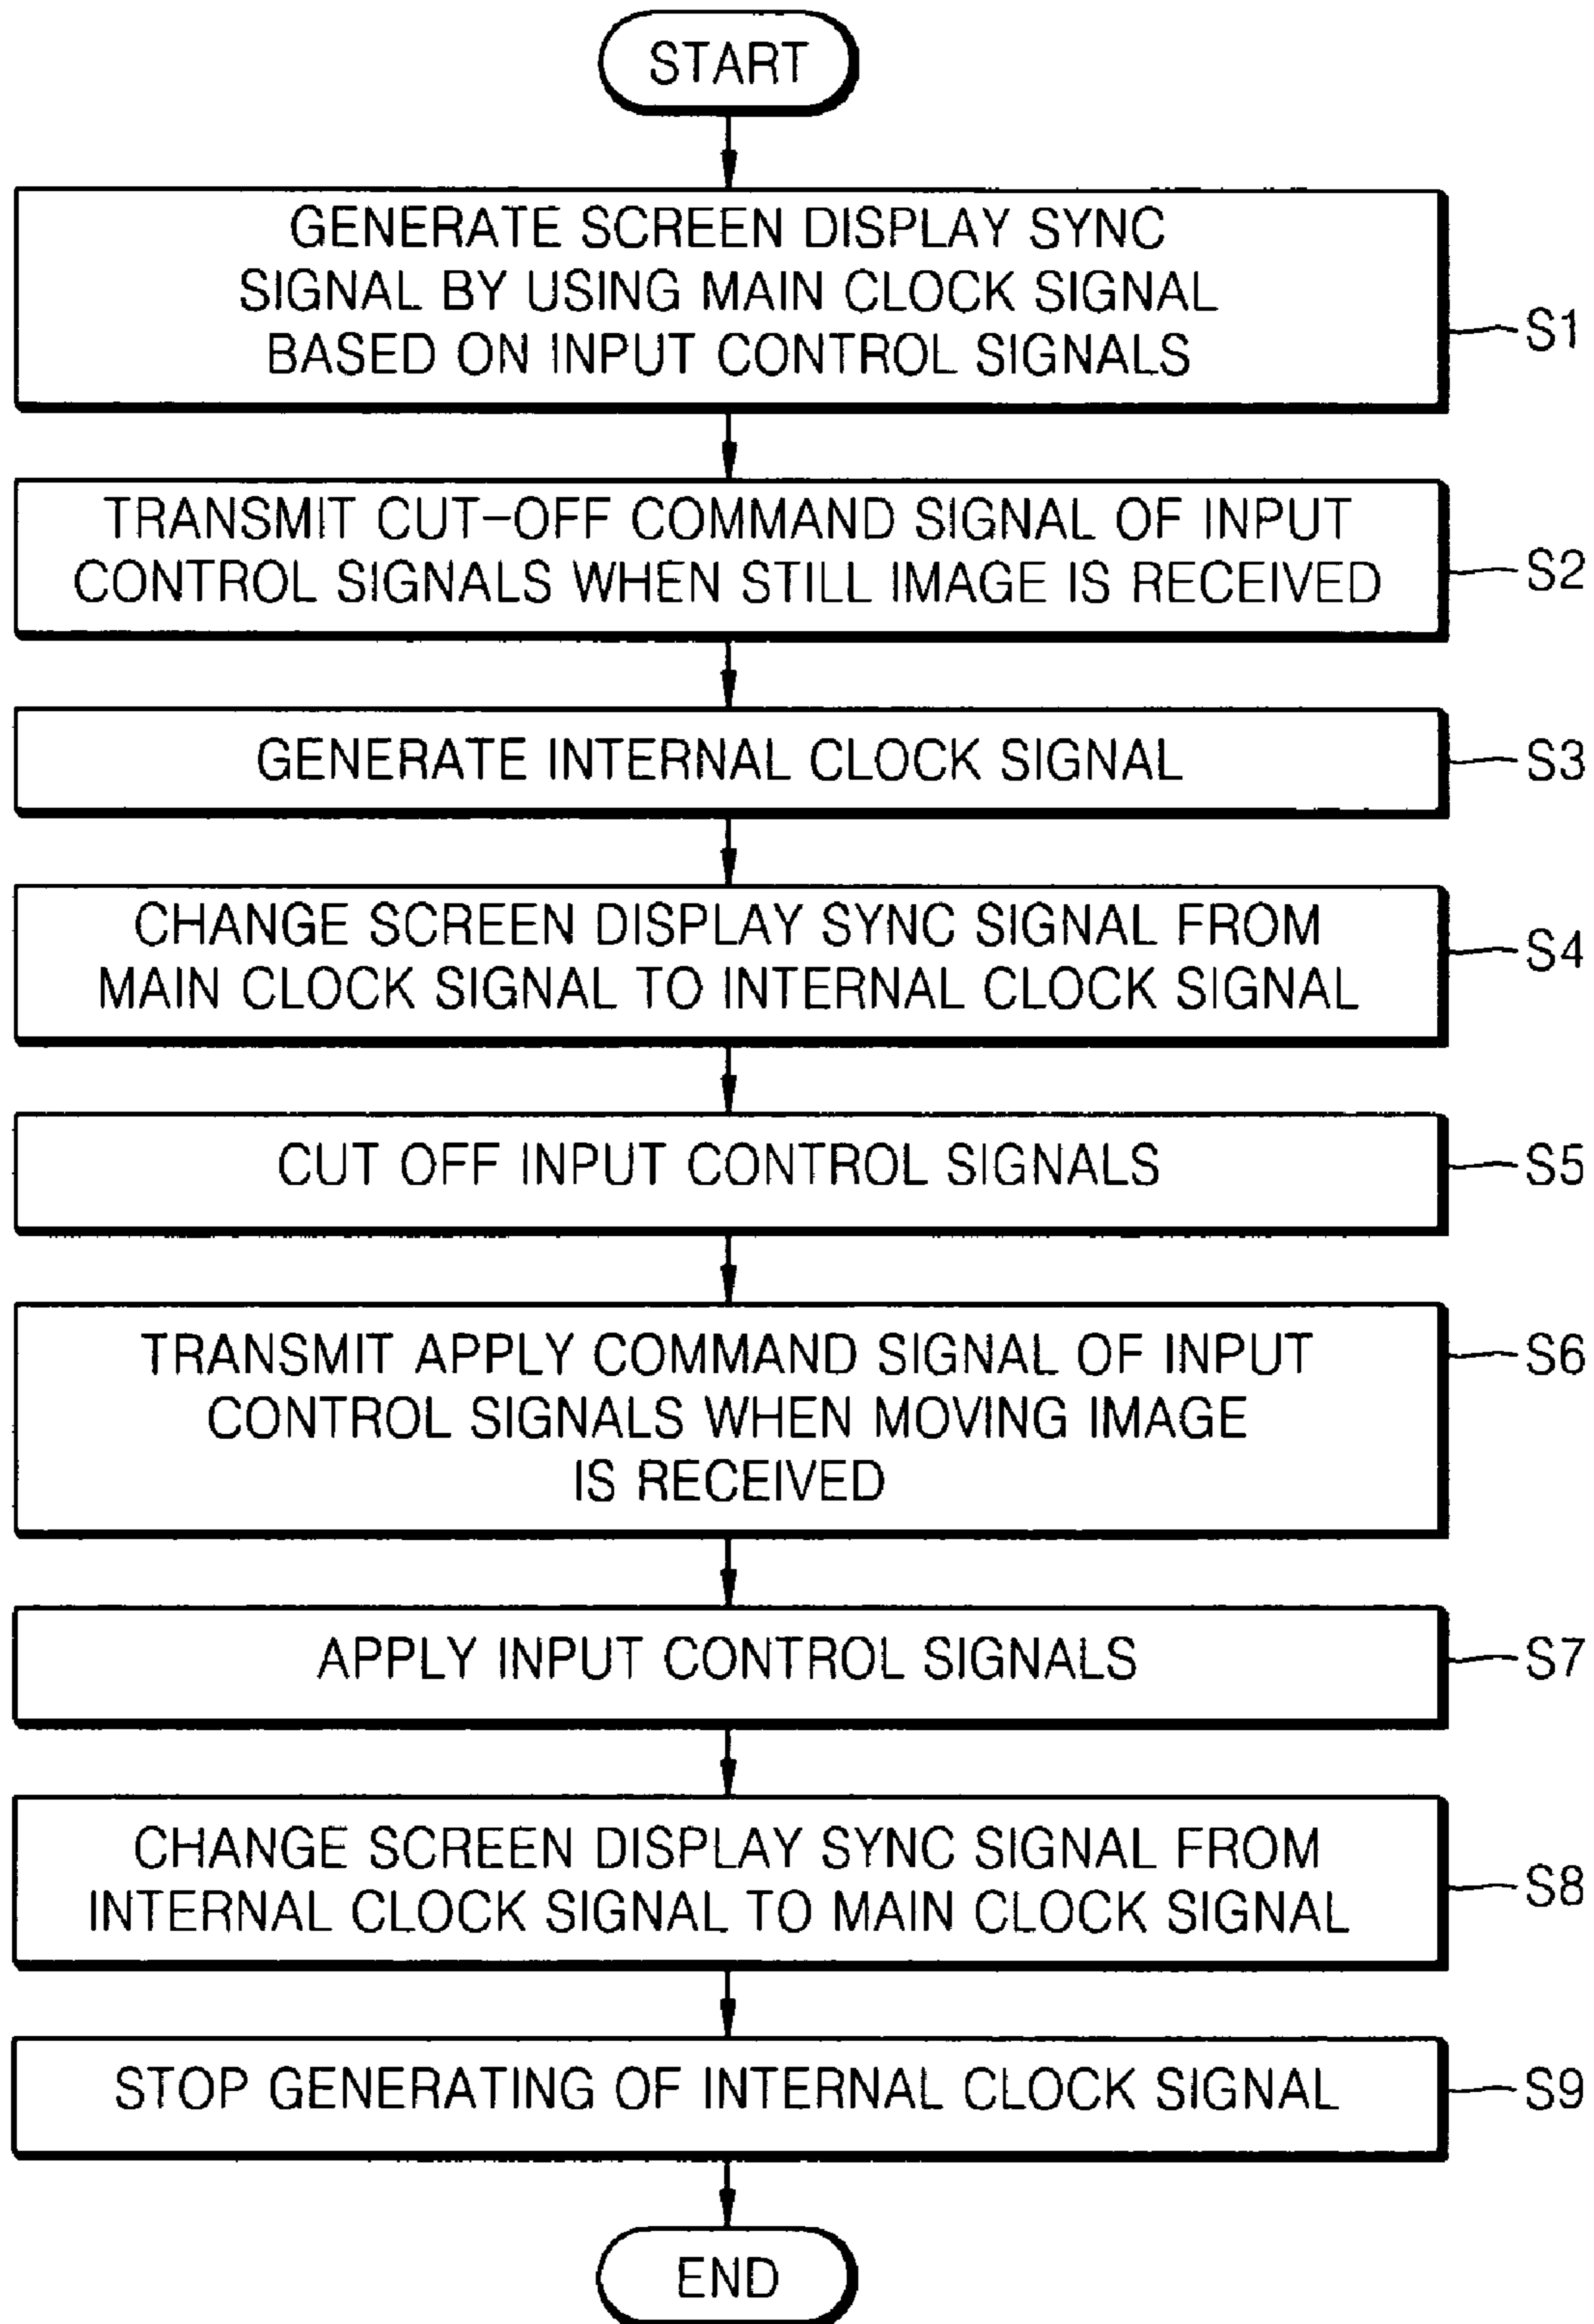 START
GENERATE SCREEN DISPLAY SYNC
SIGNAL BY USING MAIN CLOCK SIGNAL
BASED ON INPUT CONTROL SIGNALS
S1
TRANSMIT CUT-OFF COMMAND SIGNAL OF INPUT
CONTROL SIGNALS WHEN STILL IMAGE IS RECEIVED
S2
GENERATE INTERNAL CLOCK SIGNAL
S3
CHANGE SCREEN DISPLAY SYNC SIGNAL FROM
MAIN CLOCK SIGNAL TO INTERNAL CLOCK SIGNAL
S4
CUT OFF INPUT CONTROL SIGNALS
S5
TRANSMIT APPLY COMMAND SIGNAL OF INPUT
CONTROL SIGNALS WHEN MOVING IMAGE
IS RECEIVED
S6
APPLY INPUT CONTROL SIGNALS
S7
CHANGE SCREEN DISPLAY SYNC SIGNAL FROM
INTERNAL CLOCK SIGNAL TO MAIN CLOCK SIGNAL
S8
STOP GENERATING OF INTERNAL CLOCK SIGNAL
S9
END